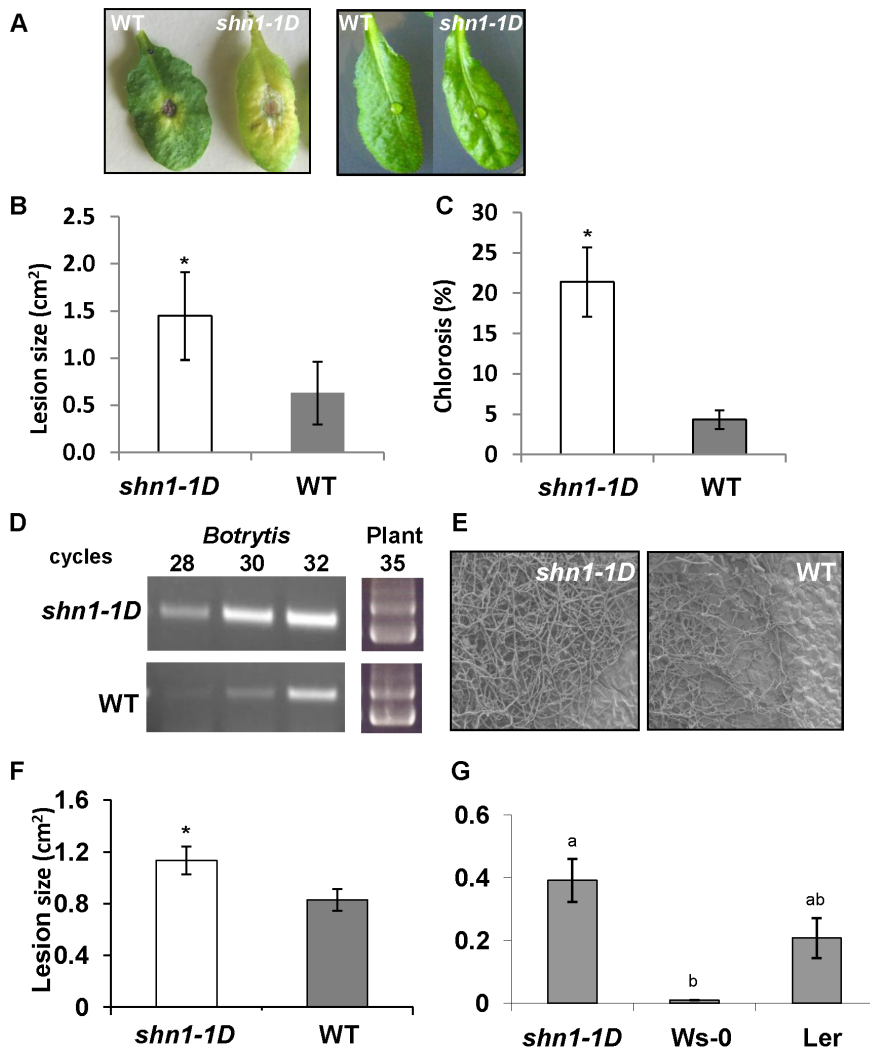 A
WT shn1-1D WT shn1-1D
B
2.5
2.0
1.5
1.0
0.5
0.0
Lesion size (cm²)
*
shn1-1D WT
C
30
25
20
15
10
5
0
Chlorosis (%)
*
shn1-1D WT
D
Botrytis Plant
cycles 28 30 32 35
shn1-1D
WT
E
shn1-1D WT
F
1.6
1.2
0.8
0.4
0
Lesion size (cm²)
*
shn1-1D WT
G
0.6
0.4
0.2
0
a
b
ab
shn1-1D Ws-0 Ler